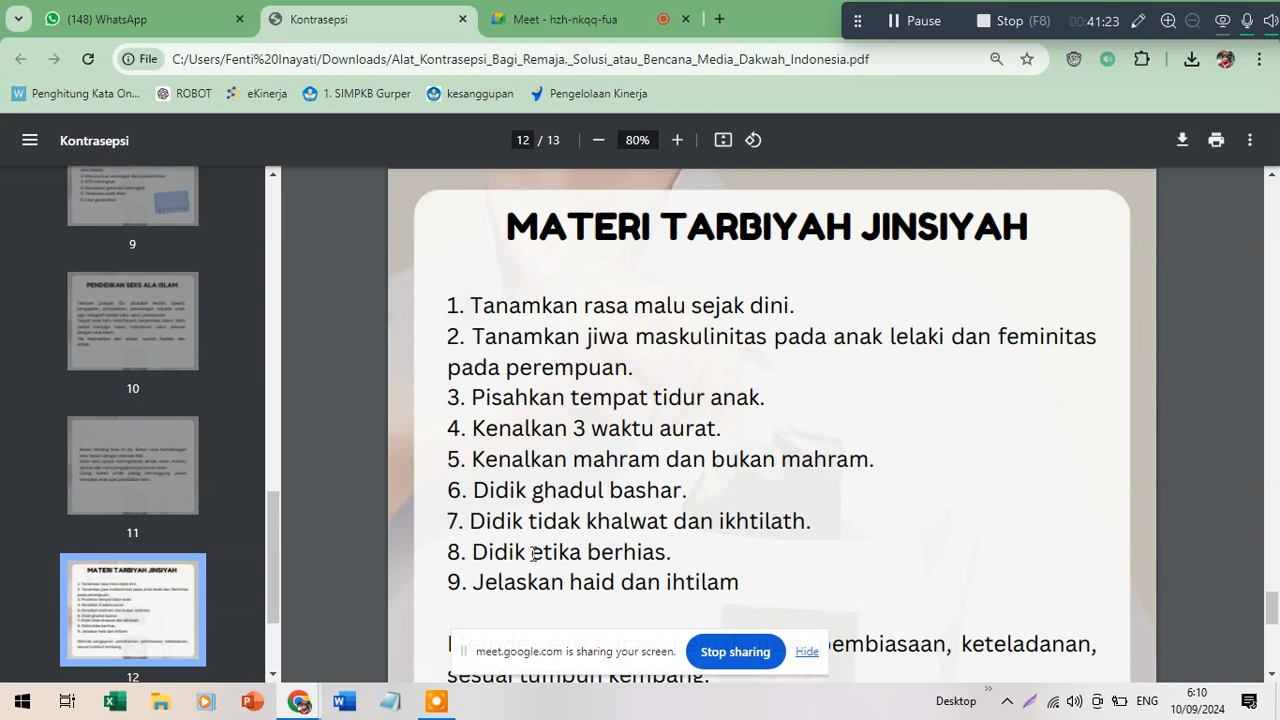 (148) WhatsApp
Kontrasepsi
Meet - hzh-nkqq-fua
Pause
Stop (F8)
00:41:23
File
C:/Users/Fenti%20Inayati/Downloads/Alat_Kontrasepsi_Bagi_Remaja,_Solusi_atau_Bencana_Media_Dakwah_Indonesia.pdf
Penghitung Kata On...
ROBOT
eKinerja
1. SIMPKB Gurper
kesanggupan
Pengelolaan Kinerja
Kontrasepsi
12 / 13
80%
9
PENDIDIKAN SEKS ALA ISLAM
10
11
MATERI TARBIYAH JINSIYAH
12
MATERI TARBIYAH JINSIYAH
1. Tanamkan rasa malu sejak dini.
2. Tanamkan jiwa maskulinitas pada anak lelaki dan feminitas
pada perempuan.
3. Pisahkan tempat tidur anak.
4. Kenalkan 3 waktu aurat.
5. Kenalkan mahram dan bukan mahram.
6. Didik ghadul bashar.
7. Didik tidak khalwat dan ikhtilath.
8. Didik etika berhias.
9. Jelaskan haid dan ihtilam
pembiasaan, keteladanan,
sesuai tumbuh kembang.
meet.google.com is sharing your screen.
Stop sharing
Hide
Desktop
ENG
6:10
10/09/2024